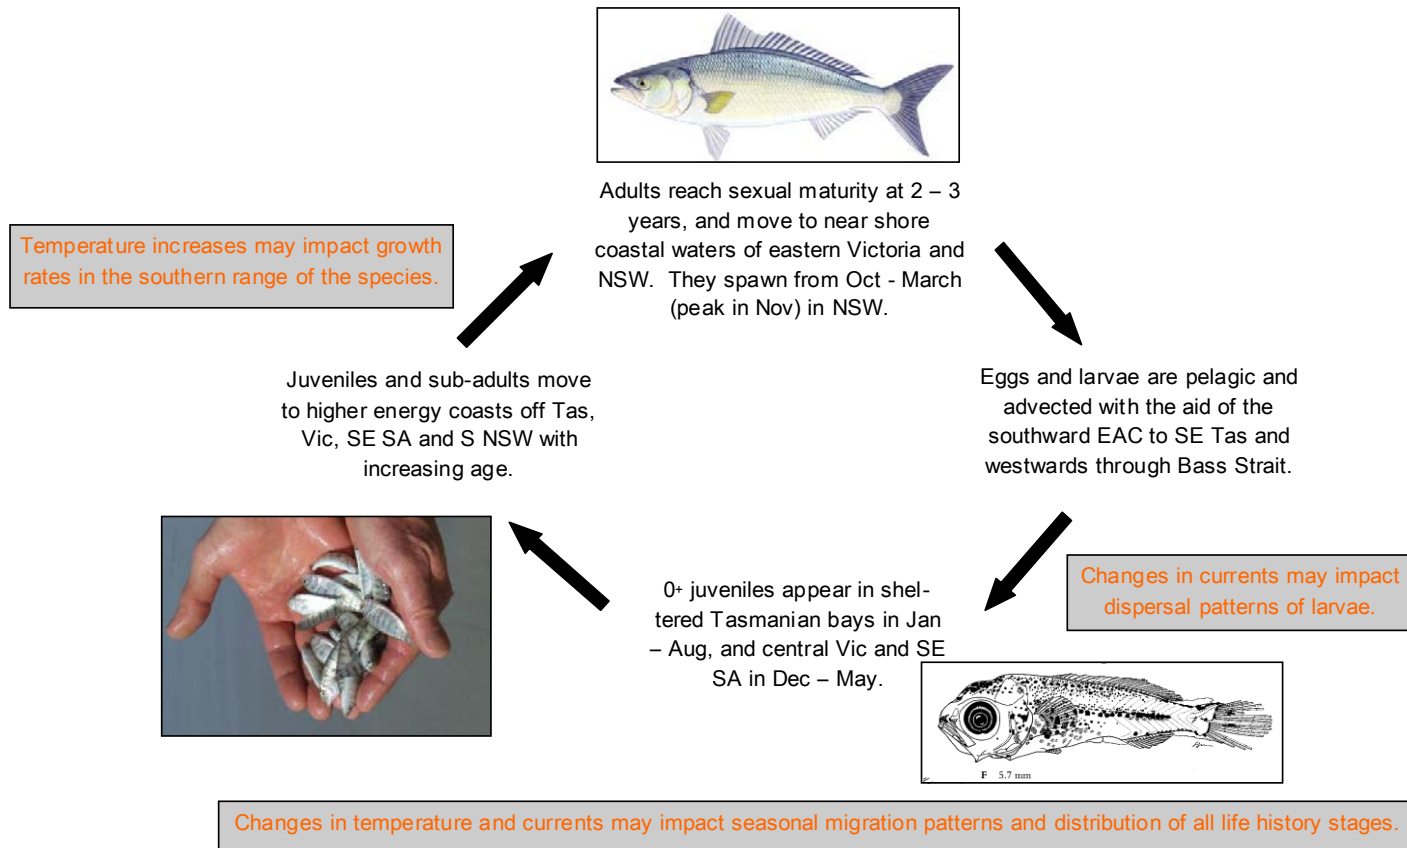 Adults reach sexual maturity at 2 – 3
years, and move to near shore
coastal waters of eastern Victoria and
NSW.  They spawn from Oct - March
(peak in Nov) in NSW.
Temperature increases may impact growth
rates in the southern range of the species.
Juveniles and sub-adults move
to higher energy coasts off Tas,
Vic, SE SA and S NSW with
increasing age.
Eggs and larvae are pelagic and
advected with the aid of the
southward EAC to SE Tas and
westwards through Bass Strait.
Changes in currents may impact
dispersal patterns of larvae.
0+ juveniles appear in shel-
tered Tasmanian bays in Jan
– Aug, and central Vic and SE
SA in Dec – May.
F 5.7 mm
Changes in temperature and currents may impact seasonal migration patterns and distribution of all life history stages.